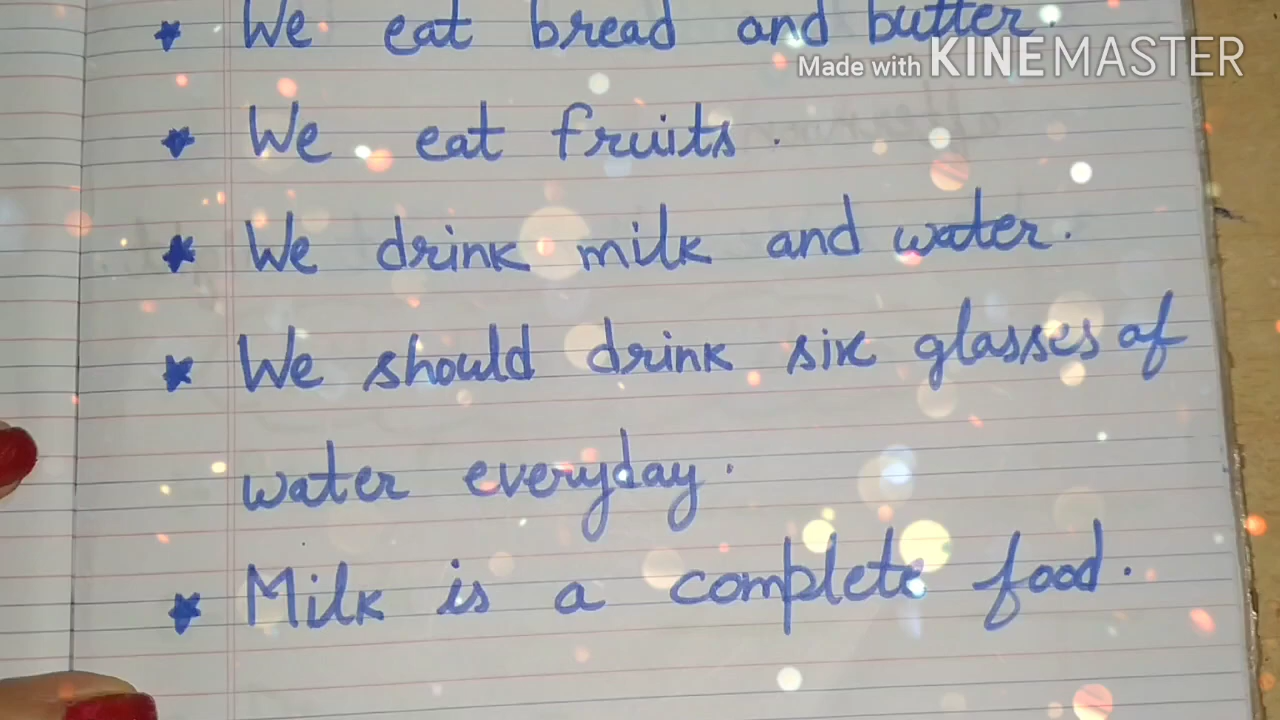 ★ We eat bread and butter.
Made with KINEMASTER
★ We eat fruits.
★ We drink milk and water.
★ We should drink six glasses of
water everyday.
★ Milk is a complete food.